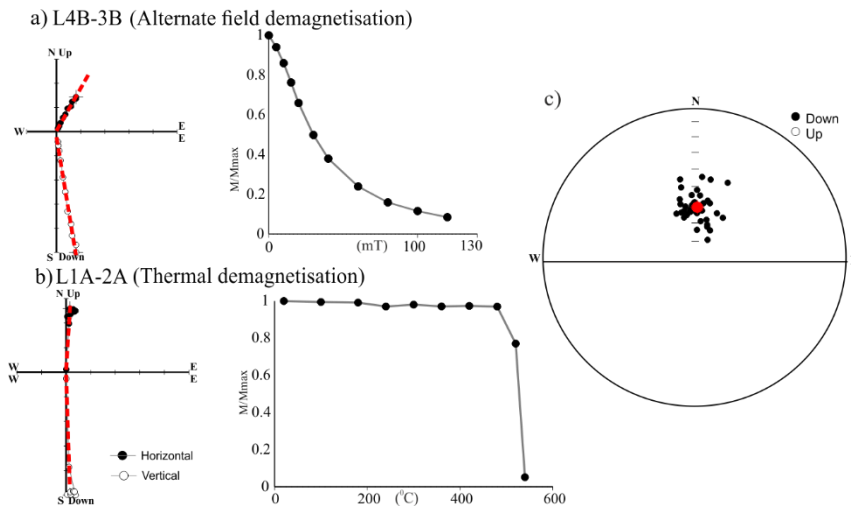 a) L4B-3B (Alternate field demagnetisation)
N Up
W
E
E
S Down
M/Mmax
1
0.8
0.6
0.4
0.2
0
0
(mT)
100
130
b) L1A-2A (Thermal demagnetisation)
N Up
W
W
E
E
S Down
Horizontal
Vertical
M/Mmax
1
0.8
0.6
0.4
0.2
0
0
200
(⁰C)
400
600
c)
N
Down
Up
W